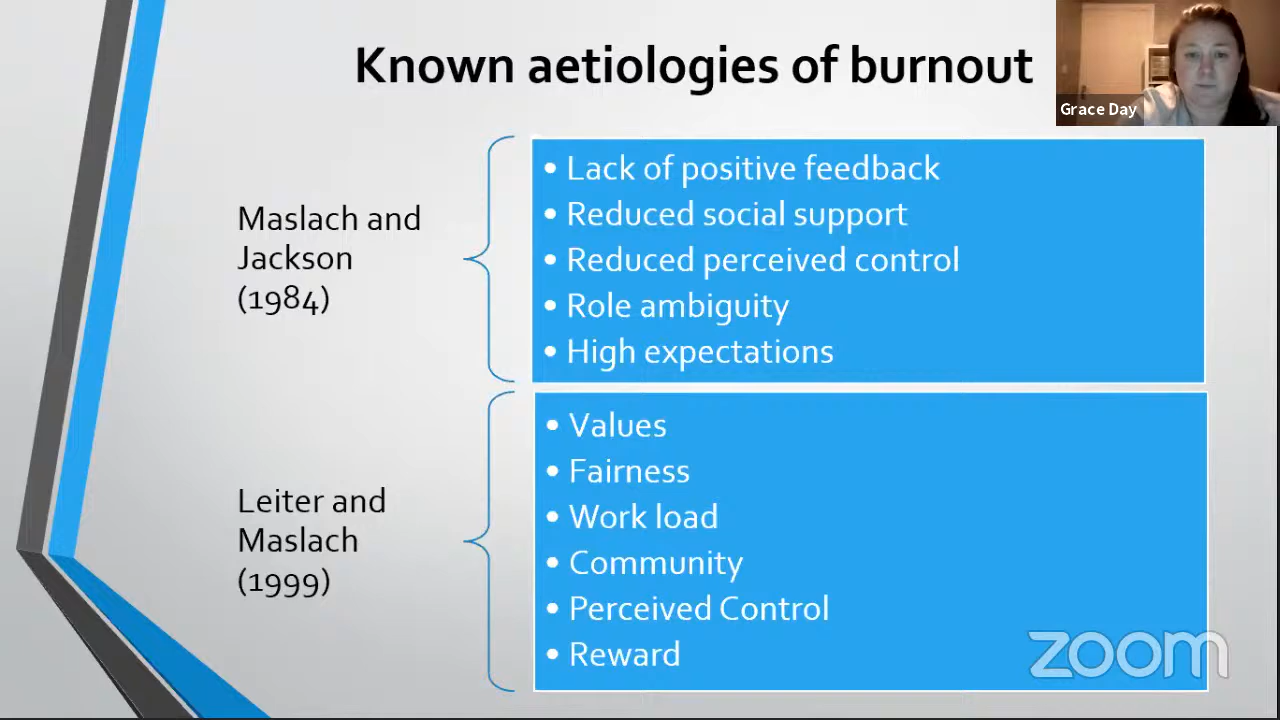 Known aetiologies of burnout
Grace Day
Maslach and
Jackson
(1984)
• Lack of positive feedback
• Reduced social support
• Reduced perceived control
• Role ambiguity
• High expectations
Leiter and
Maslach
(1999)
• Values
• Fairness
• Work load
• Community
• Perceived Control
• Reward
zoom